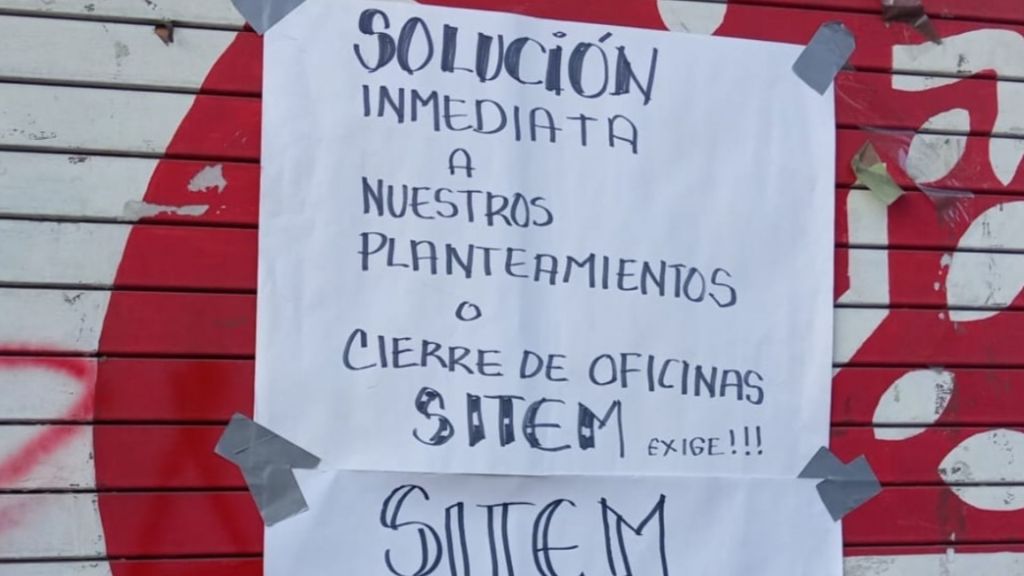 SOLUCIÓN
INMEDIATA
A
NUESTROS
PLANTEAMIENTOS
O
CIERRE DE OFICINAS
SITEM EXIGE!!!
SITEM